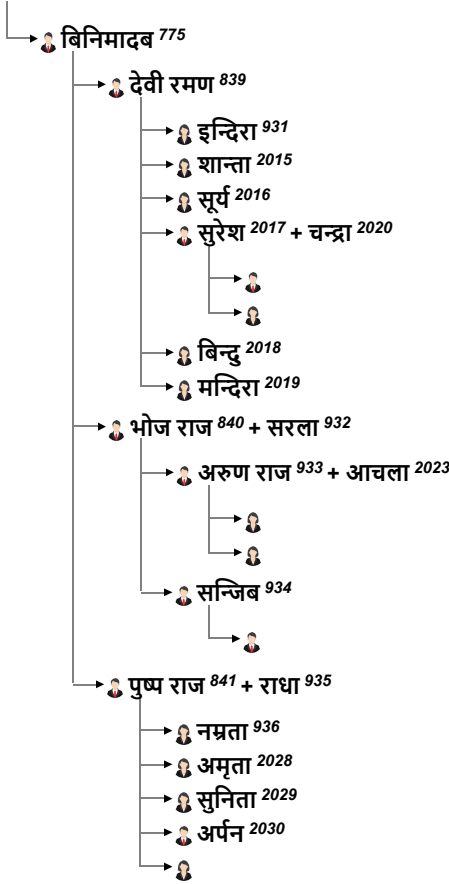 बिनिमादब 775
देवी रमण 839
इन्दिरा 931
शान्ता 2015
सूर्य 2016
सुरेश 2017 + चन्द्रा 2020
बिन्दु 2018
मन्दिरा 2019
भोज राज 840 + सरला 932
अरुण राज 933 + आचला 2023
सन्जिब 934
पुष्प राज 841 + राधा 935
नम्रता 936
अमृता 2028
सुनिता 2029
अर्पन 2030